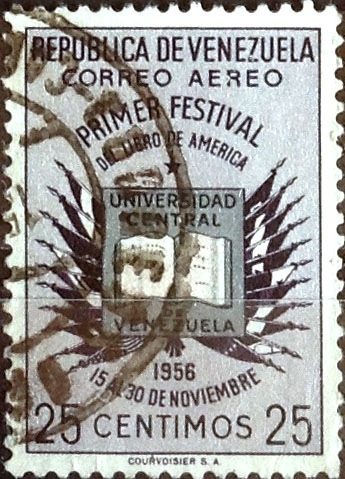 REPUBLICA DE VENEZUELA
CORREO AEREO
PRIMER FESTIVAL
DEL LIBRO DE AMERICA
UNIVERSIDAD
CENTRAL
DE
VENEZUELA
1956
15 AL 30 DE NOVIEMBRE
25 CENTIMOS 25
COURVOISIER S. A.